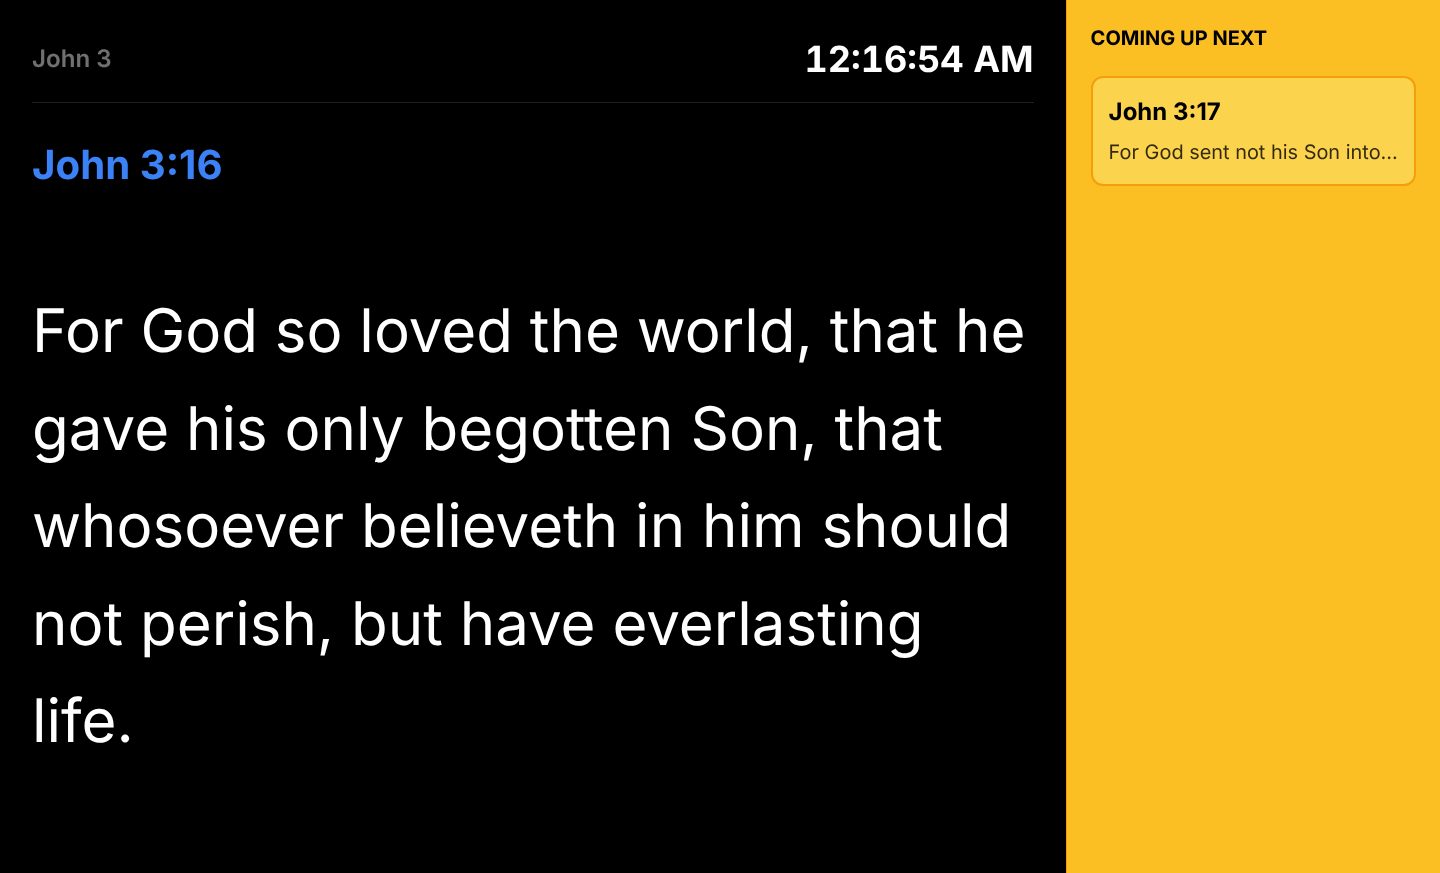 John 3
12:16:54 AM
John 3:16
For God so loved the world, that he
gave his only begotten Son, that
whosoever believeth in him should
not perish, but have everlasting
life.
COMING UP NEXT
John 3:17
For God sent not his Son into...